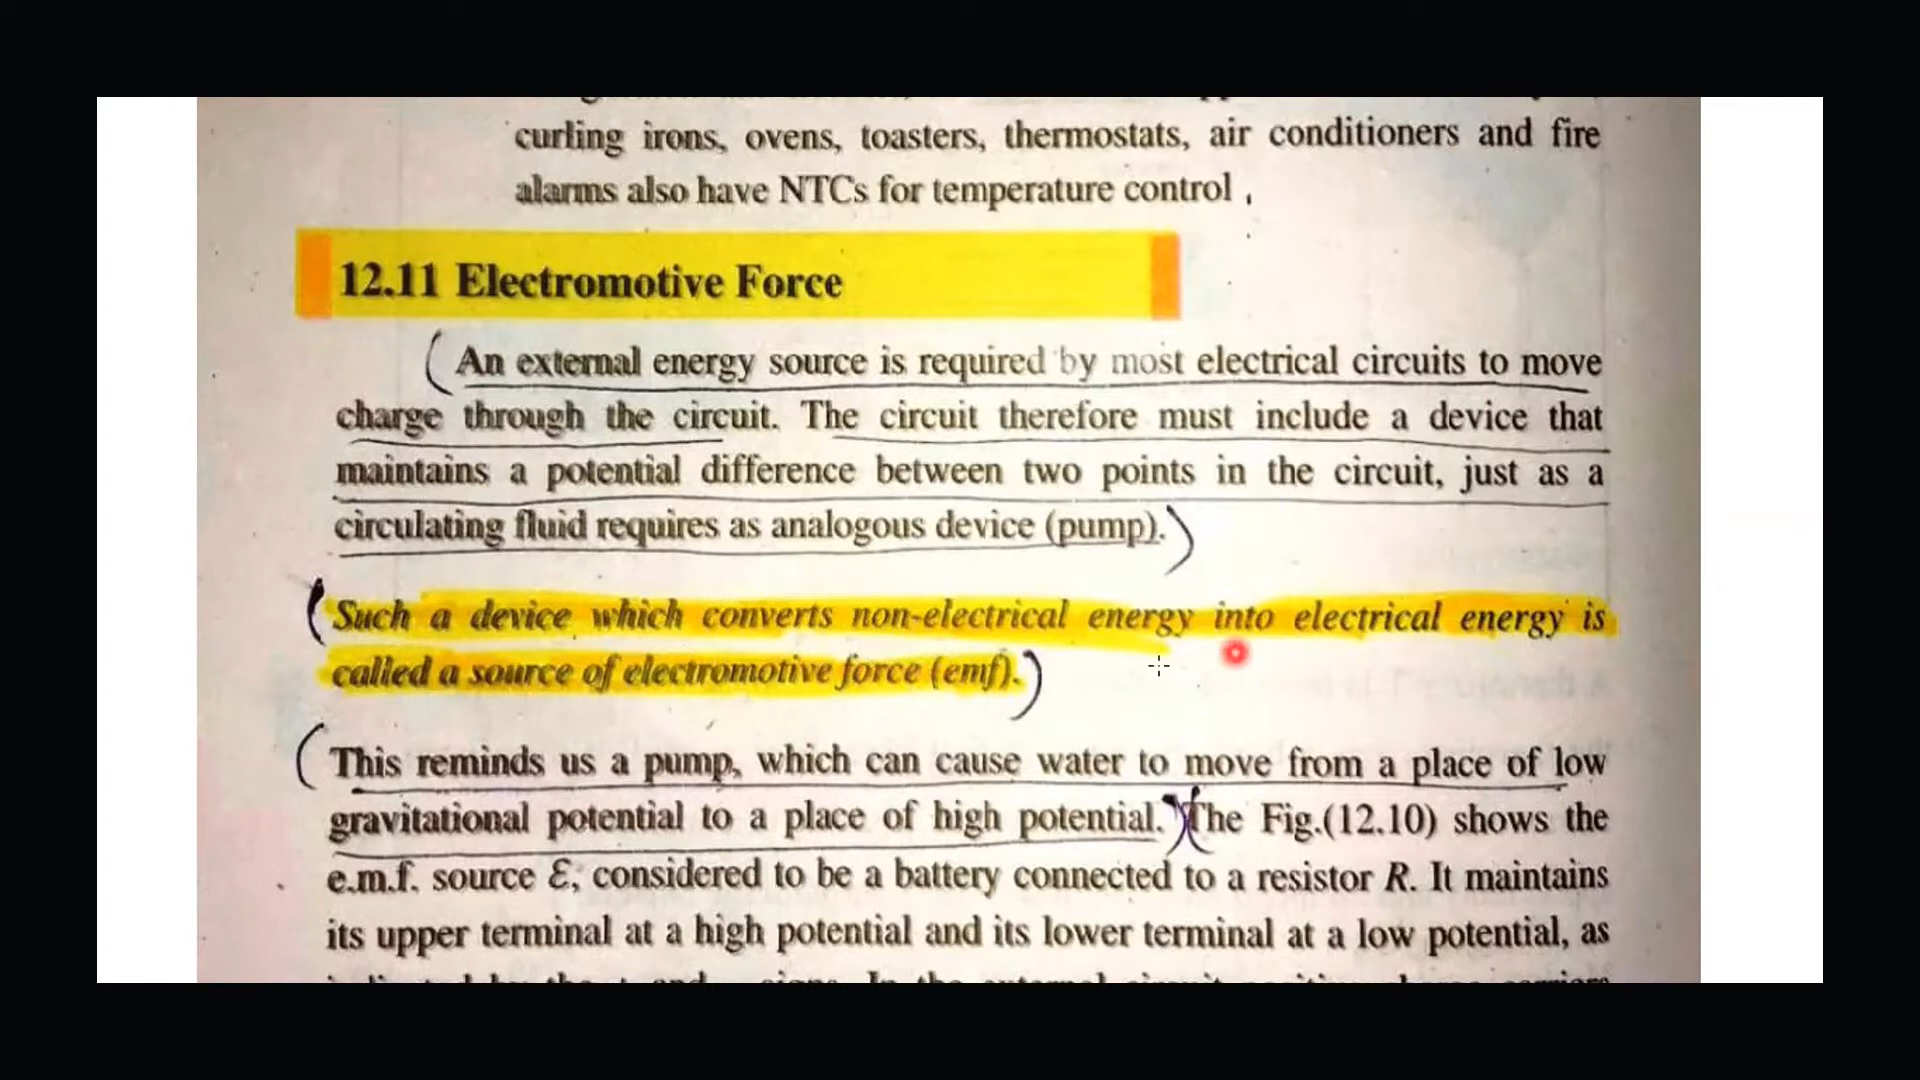 curling irons, ovens, toasters, thermostats, air conditioners and fire
alarms also have NTCs for temperature control .
12.11 Electromotive Force
An external energy source is required by most electrical circuits to move
charge through the circuit. The circuit therefore must include a device that
maintains a potential difference between two points in the circuit, just as a
circulating fluid requires as analogous device (pump).
Such a device which converts non-electrical energy into electrical energy is
called a source of electromotive force (emf).
This reminds us a pump, which can cause water to move from a place of low
gravitational potential to a place of high potential. The Fig.(12.10) shows the
e.m.f. source Ɛ, considered to be a battery connected to a resistor R. It maintains
its upper terminal at a high potential and its lower terminal at a low potential, as